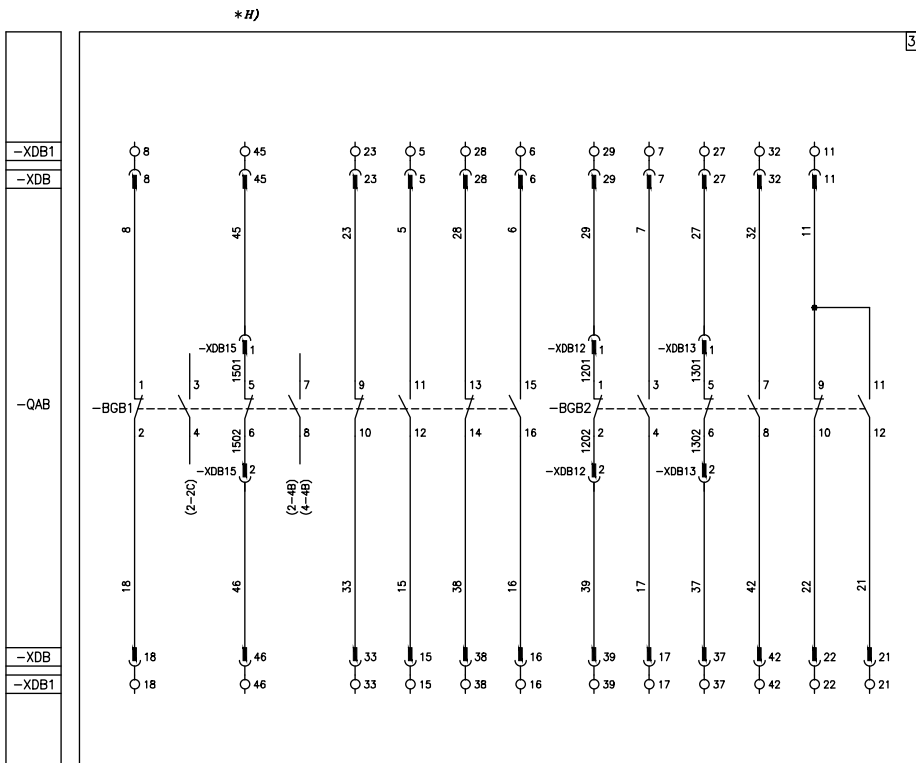 *H)
3
-XDB1 8 45 23 5 28 6 29 7 27 32 11
-XDB 8 45 23 5 28 6 29 7 27 32 11
8 45 23 5 28 6 29 7 27 32 11
-XDB15 1 -XDB12 1 -XDB13 1
1501 1201 1301
1 3 5 7 9 11 13 15 1 3 5 7 9 11
-QAB -BGB1 -BGB2
2 4 6 8 10 12 14 16 2 4 6 8 10 12
1502 1202 1302
-XDB15 2 -XDB12 2 -XDB13 2
(2-2C) (2-4B)
(4-4B)
18 46 33 15 38 16 39 17 37 42 22 21
-XDB 18 46 33 15 38 16 39 17 37 42 22 21
-XDB1 18 46 33 15 38 16 39 17 37 42 22 21